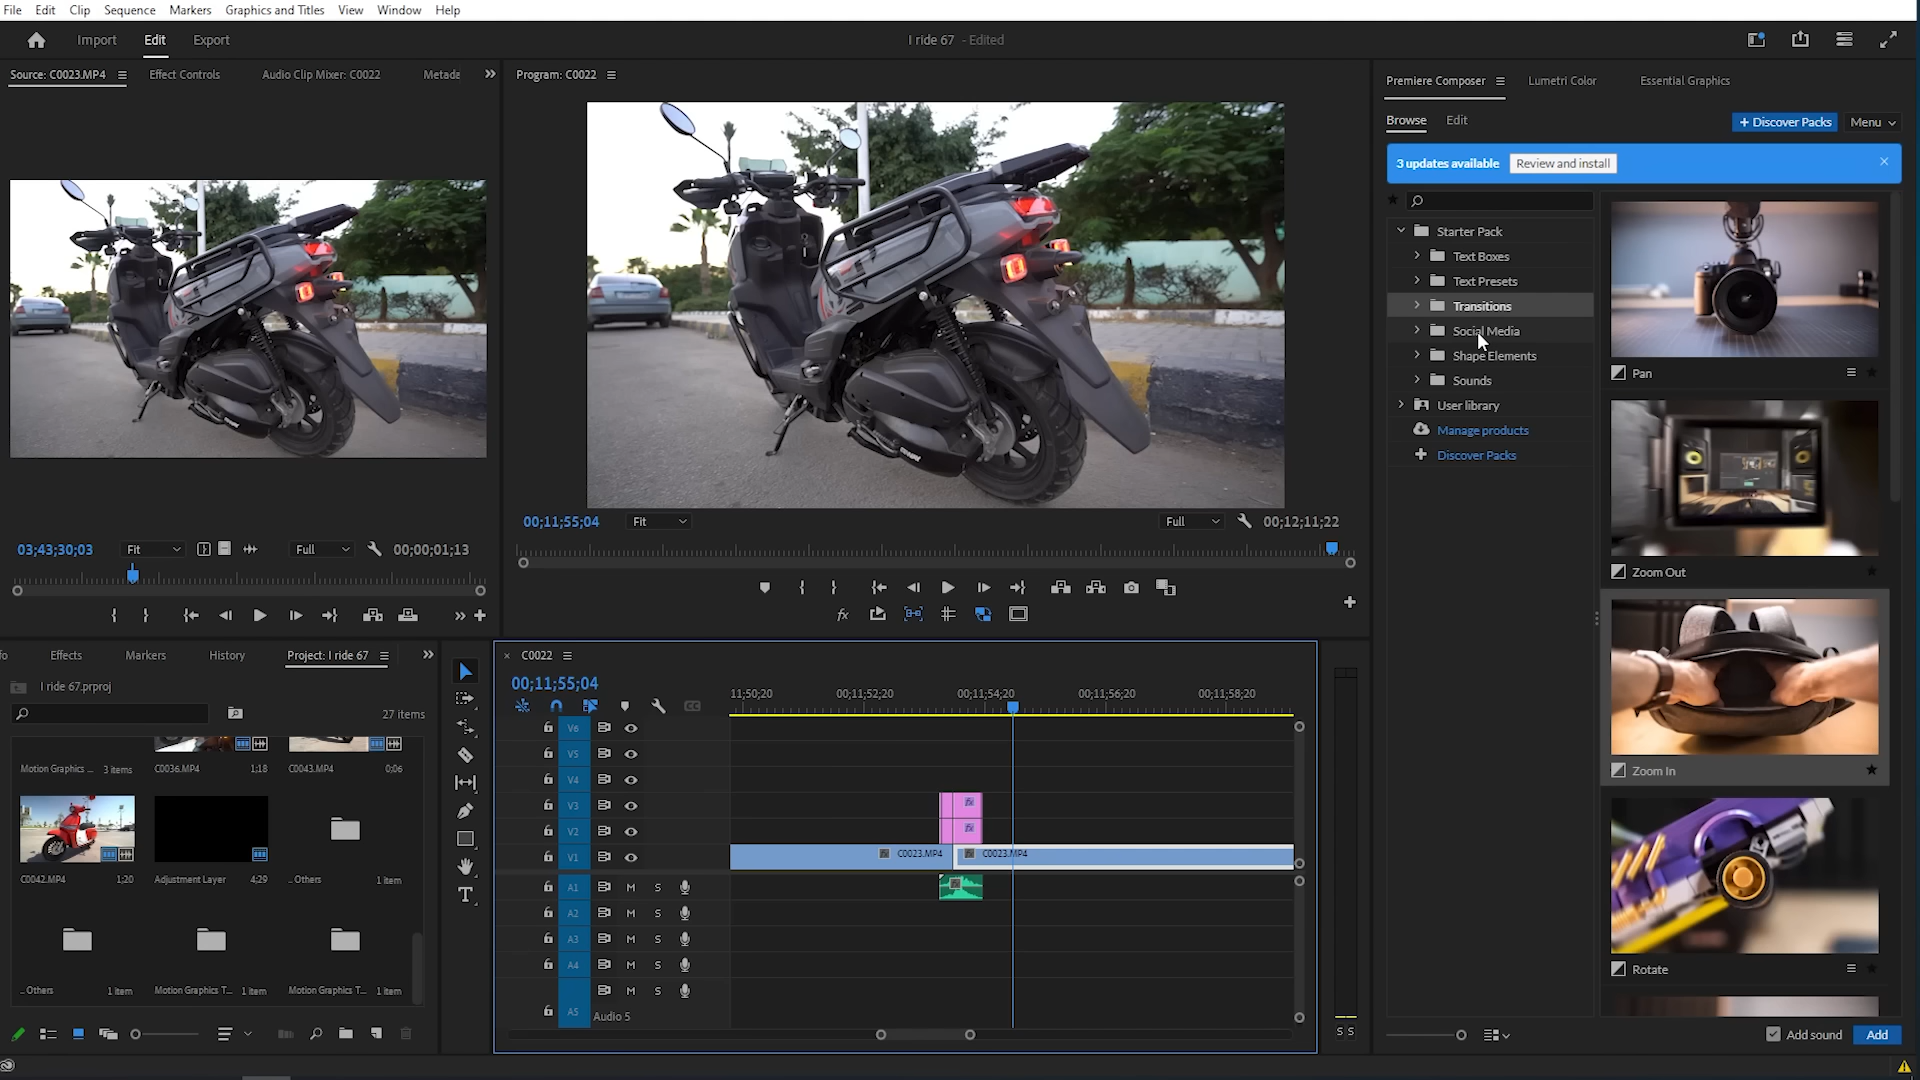 File Edit Clip Sequence Markers Graphics and Titles View Window Help
Import Edit Export
I ride 67 - Edited
Source: C0023.MP4 Effect Controls Audio Clip Mixer: C0022 Metada
Program: C0022
Premiere Composer Lumetri Color Essential Graphics
Browse Edit
+ Discover Packs Menu
3 updates available Review and install
Starter Pack
Text Boxes
Text Presets
Transitions
Social Media
Shape Elements
Sounds
User library
Manage products
Discover Packs
Pan
Zoom Out
Zoom In
Rotate
Add sound Add
03;43;30;03 Fit Full 00;00;01;13
00;11;55;04 Fit Full 00;12;11;22
fo Effects Markers History Project: I ride 67
I ride 67.prproj
27 items
Motion Graphics ... 3 items C0036.MP4 1;18 C0043.MP4 0;06
C0042.MP4 1;20 Adjustment Layer 4;29 .. Others 1 item
.. Others 1 item Motion Graphics T... 1 item Motion Graphics T... 1 item
C0022
00;11;55;04
11;50;20 00;11;52;20 00;11;54;20 00;11;56;20 00;11;58;20
CC
V6
V5
V4
V3 fx
V2 fx
V1 C0023.MP4 C0023.MP4
A1 M S
A2 M S
A3 M S
A4 M S
A5 M S
Audio 5
S S